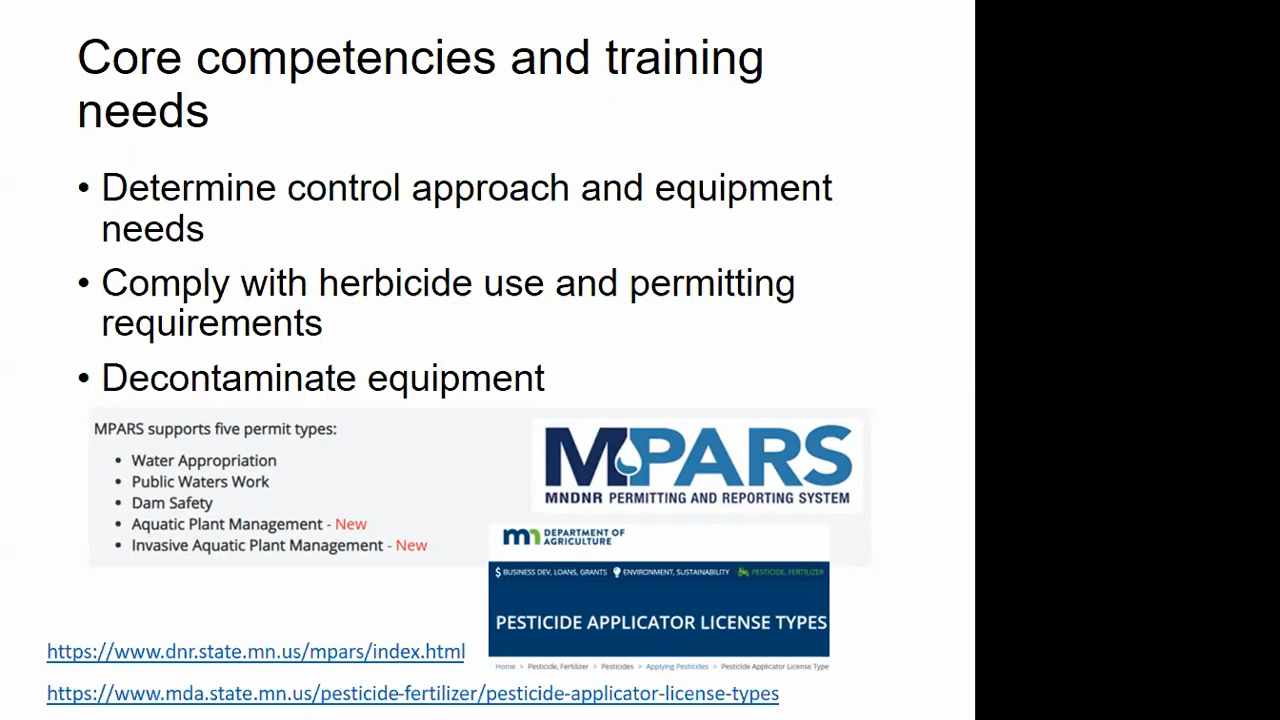 Core competencies and training
needs
• Determine control approach and equipment
needs
• Comply with herbicide use and permitting
requirements
• Decontaminate equipment
MPARS supports five permit types:
• Water Appropriation
• Public Waters Work
• Dam Safety
• Aquatic Plant Management - New
• Invasive Aquatic Plant Management - New
MPARS
MNDNR PERMITTING AND REPORTING SYSTEM
mn DEPARTMENT OF
AGRICULTURE
$ BUSINESS DEV, LOANS, GRANTS ENVIRONMENT, SUSTAINABILITY PESTICIDE, FERTILIZER
PESTICIDE APPLICATOR LICENSE TYPES
Home > Pesticide, Fertilizer > Pesticides > Applying Pesticides > Pesticide Applicator License Type
https://www.dnr.state.mn.us/mpars/index.html
https://www.mda.state.mn.us/pesticide-fertilizer/pesticide-applicator-license-types